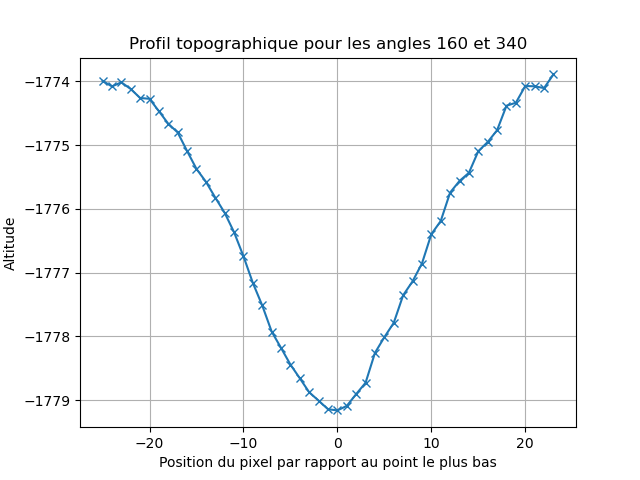 Profil topographique pour les angles 160 et 340
Altitude
−1774
−1775
−1776
−1777
−1778
−1779
−20 −10 0 10 20
Position du pixel par rapport au point le plus bas